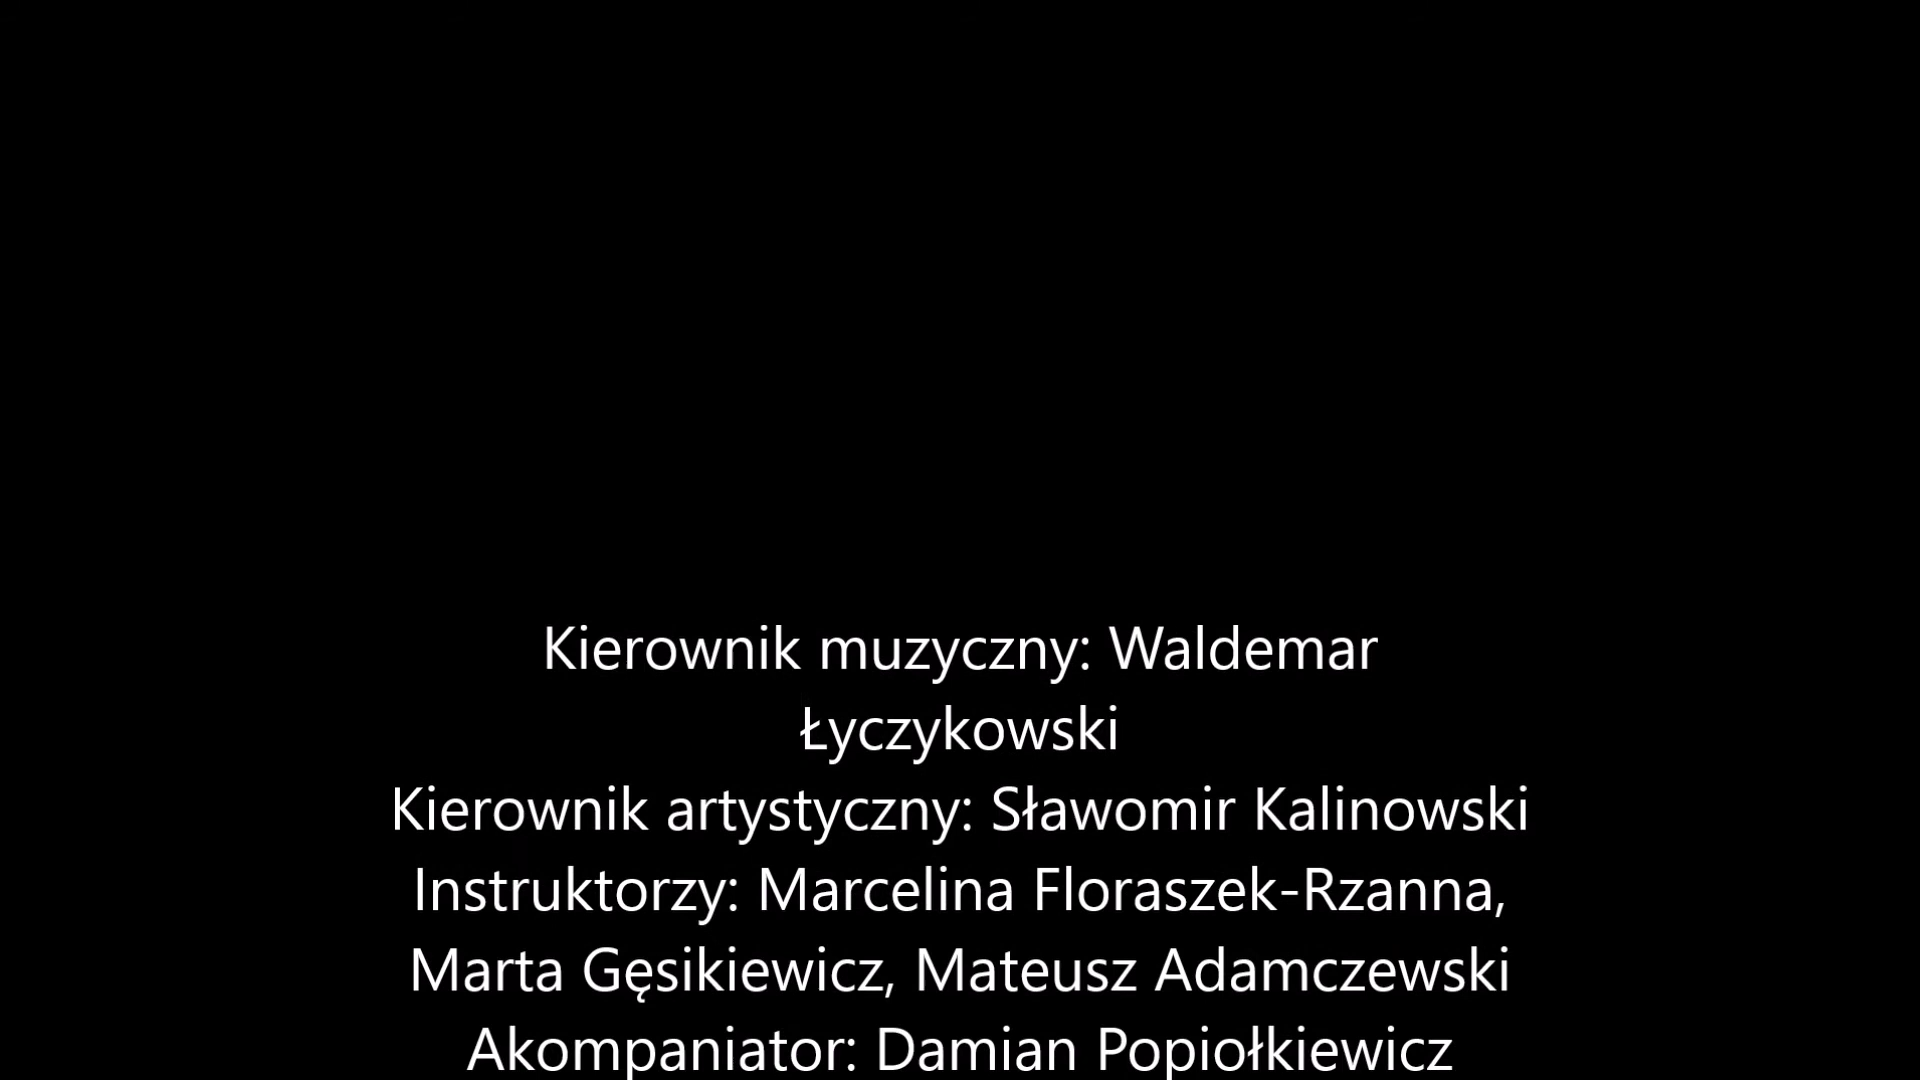 Kierownik muzyczny: Waldemar
Łyczykowski
Kierownik artystyczny: Sławomir Kalinowski
Instruktorzy: Marcelina Floraszek-Rzanna,
Marta Gęsikiewicz, Mateusz Adamczewski
Akompaniator: Damian Popiołkiewicz